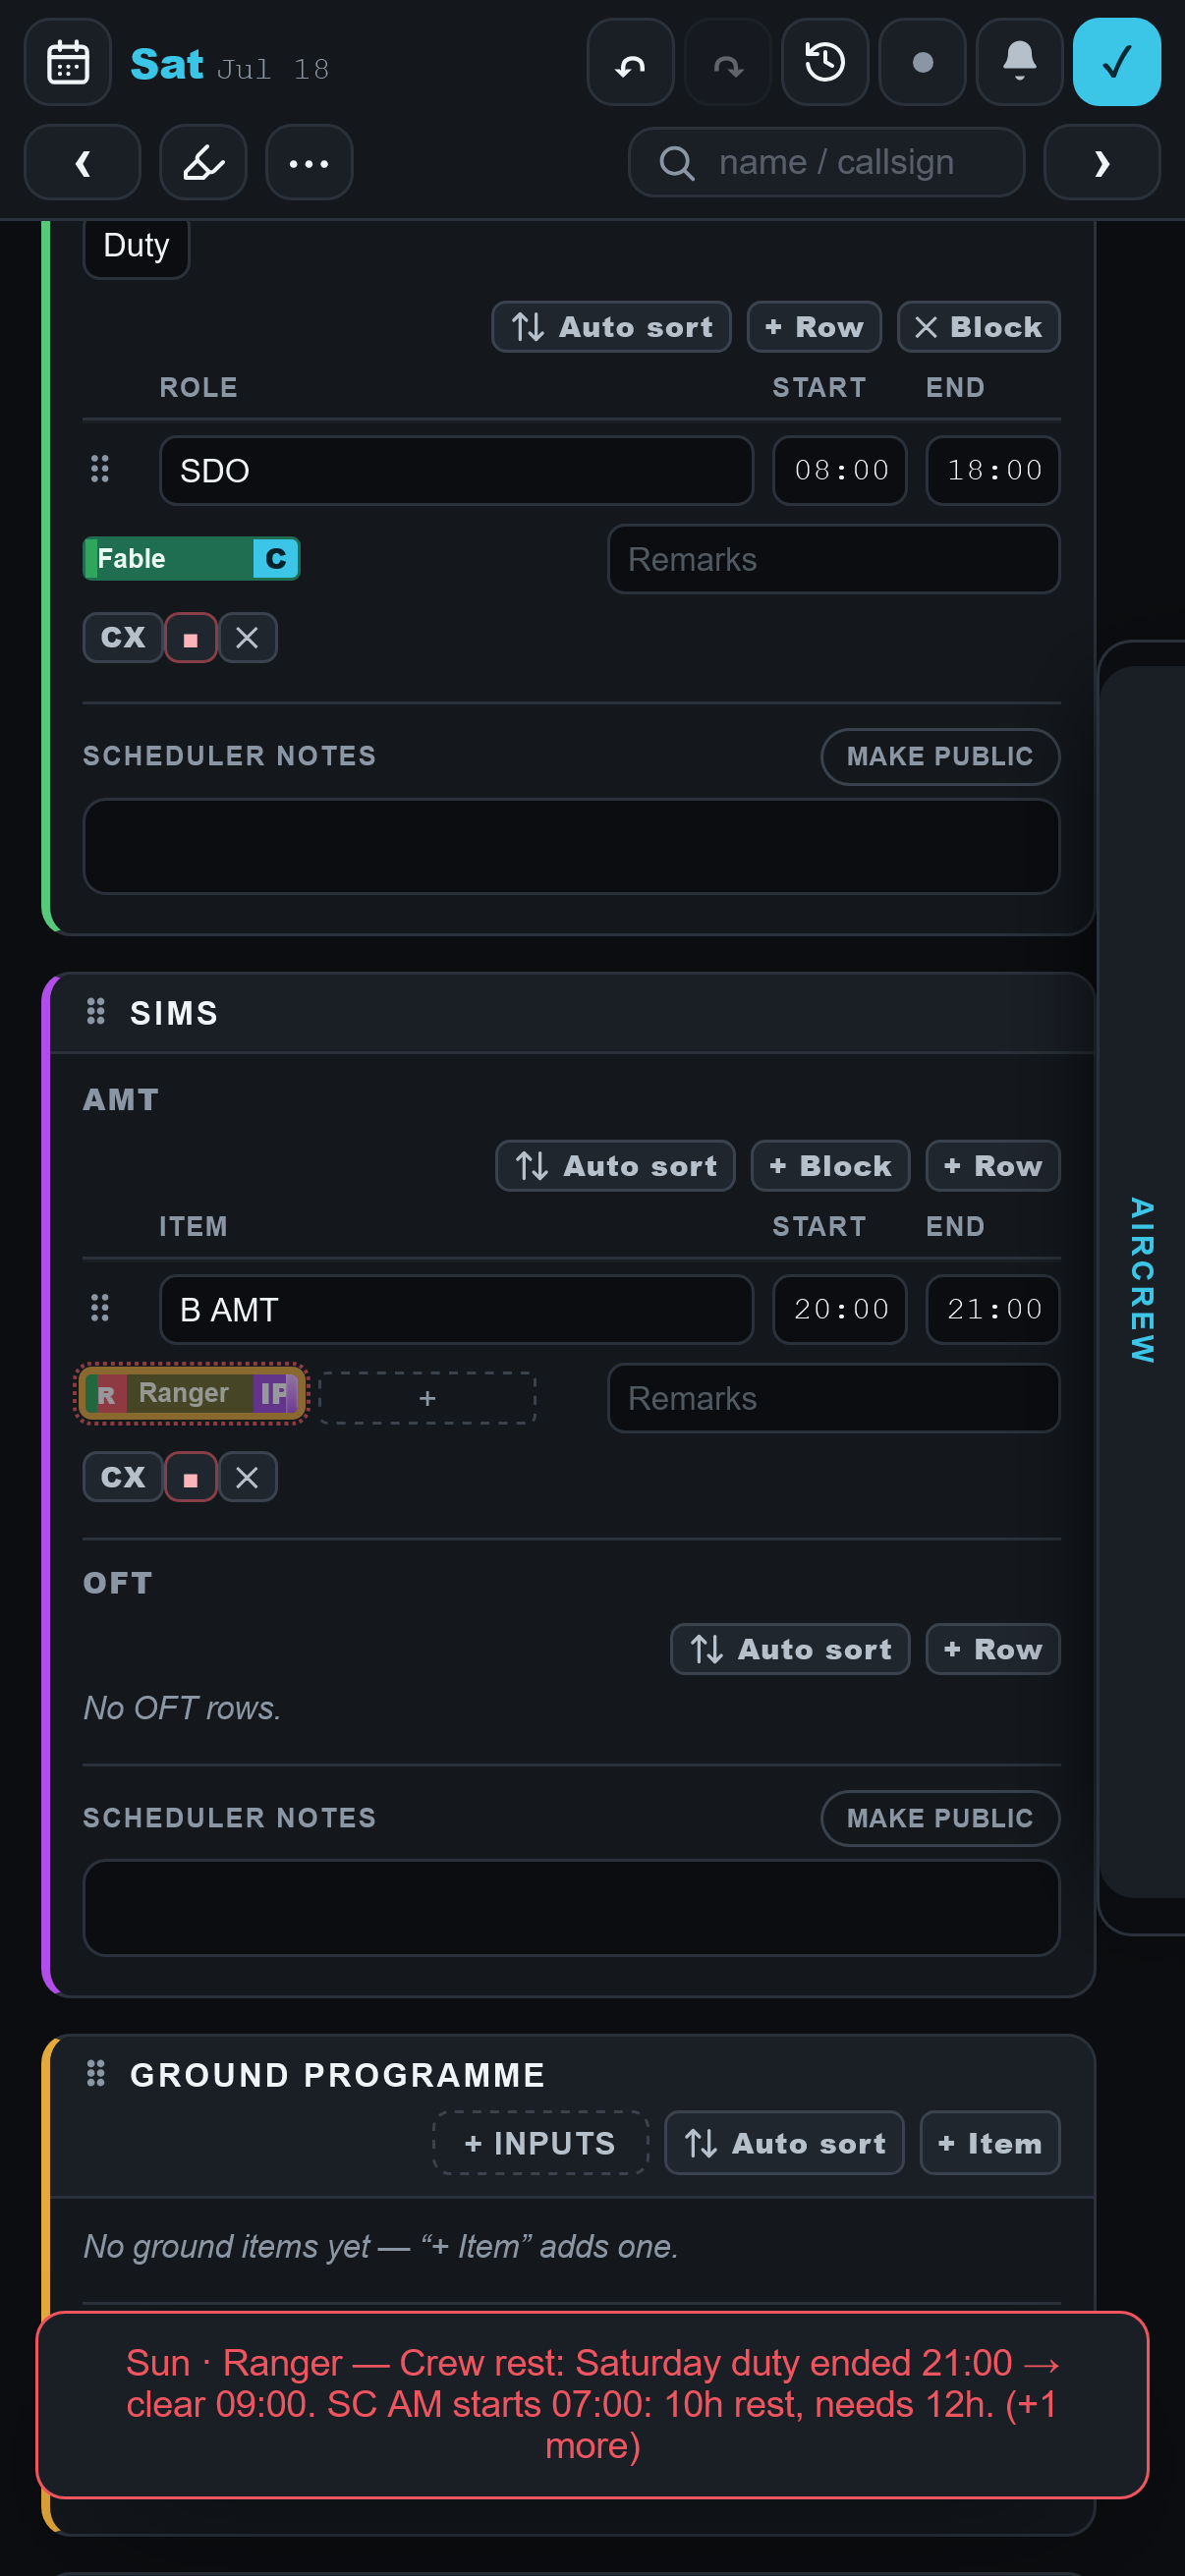 Sat Jul 18
name / callsign
Duty
Auto sort + Row × Block
ROLE START END
SDO 08:00 18:00
Fable C Remarks
CX ×
SCHEDULER NOTES MAKE PUBLIC
SIMS
AMT
Auto sort + Block + Row
ITEM START END
B AMT 20:00 21:00
R Ranger IP + Remarks
CX ×
OFT
Auto sort + Row
No OFT rows.
SCHEDULER NOTES MAKE PUBLIC
AIRCREW
GROUND PROGRAMME
+ INPUTS Auto sort + Item
No ground items yet — “+ Item” adds one.
Sun · Ranger — Crew rest: Saturday duty ended 21:00 →
clear 09:00. SC AM starts 07:00: 10h rest, needs 12h. (+1
more)